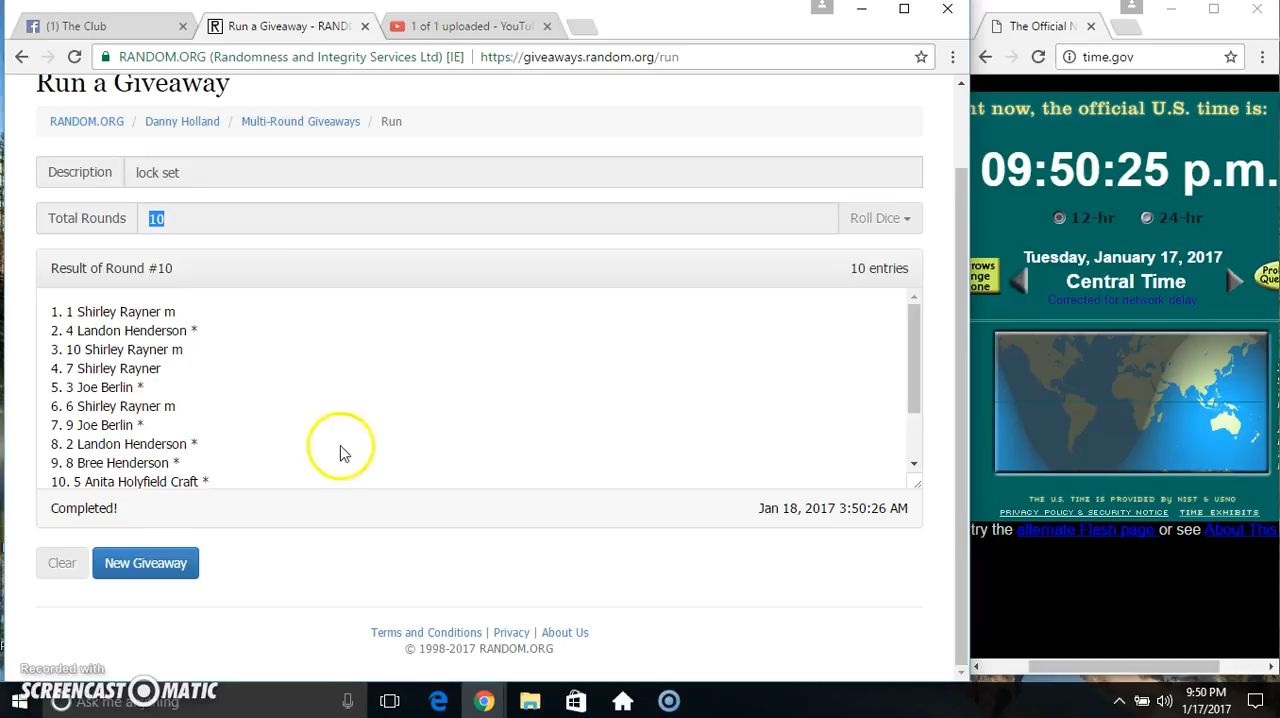 (1) The Club
Run a Giveaway - RAND
1 of 1 uploaded - YouTu
The Official N
RANDOM.ORG (Randomness and Integrity Services Ltd) [IE]
https://giveaways.random.org/run
time.gov
Run a Giveaway
RANDOM.ORG / Danny Holland / Multi-Round Giveaways / Run
Description
lock set
Total Rounds
10
Roll Dice
Result of Round #10
10 entries
1. 1 Shirley Rayner m
2. 4 Landon Henderson *
3. 10 Shirley Rayner m
4. 7 Shirley Rayner
5. 3 Joe Berlin *
6. 6 Shirley Rayner m
7. 9 Joe Berlin *
8. 2 Landon Henderson *
9. 8 Bree Henderson *
10. 5 Anita Holyfield Craft *
Completed!
Jan 18, 2017 3:50:26 AM
Clear
New Giveaway
Terms and Conditions | Privacy | About Us
© 1998-2017 RANDOM.ORG
ht now, the official U.S. time is:
09:50:25 p.m.
12-hr
24-hr
Tuesday, January 17, 2017
Central Time
Corrected for network delay
THE U.S. TIME IS PROVIDED BY NIST & USNO
PRIVACY POLICY & SECURITY NOTICE
TIME EXHIBITS
try the alternate Flash page or see About This
Recorded with
SCREENCAST-O-MATIC
Ask me anything
9:50 PM
1/17/2017